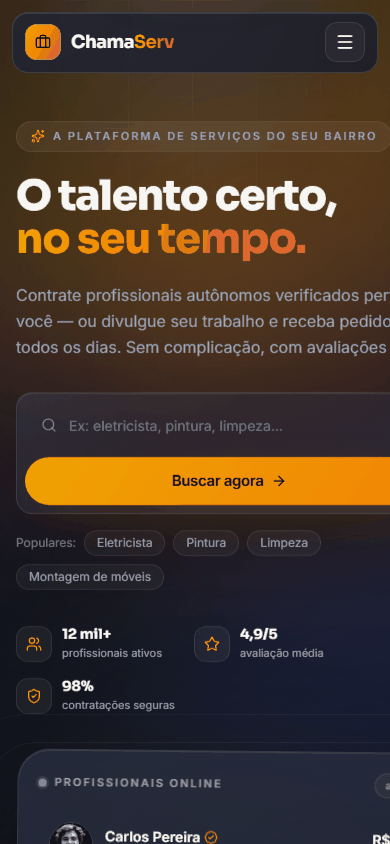 ChamaServ
A PLATAFORMA DE SERVIÇOS DO SEU BAIRRO
O talento certo,
no seu tempo.
Contrate profissionais autônomos verificados
você — ou divulgue seu trabalho e receba
todos os dias. Sem complicação, com avaliações
Ex: eletricista, pintura, limpeza...
Buscar agora →
Populares: Eletricista Pintura Limpeza
Montagem de móveis
12 mil+ 4,9/5
profissionais ativos avaliação média
98%
contratações seguras
PROFISSIONAIS ONLINE
Carlos Pereira R$